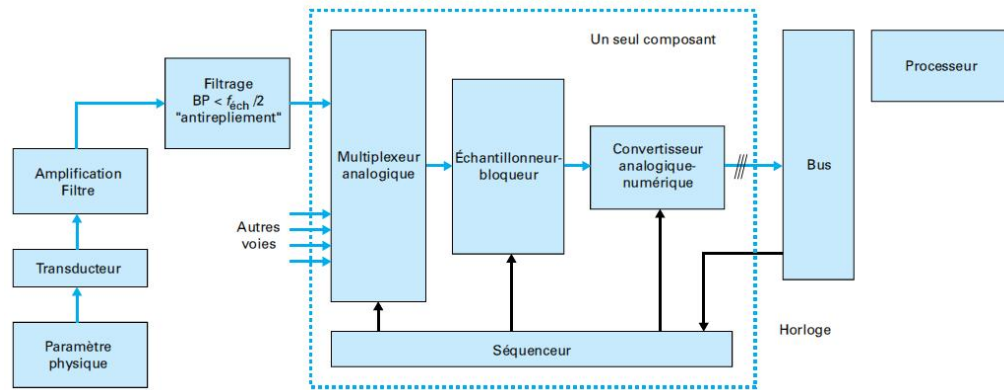 Un seul composant
Processeur
Filtrage
BP < f éch /2
"antirepliement"
Amplification
Filtre
Multiplexeur
analogique
Échantillonneur-
bloqueur
Convertisseur
analogique-
numérique
Bus
Autres
voies
Transducteur
Paramètre
physique
Séquenceur
Horloge